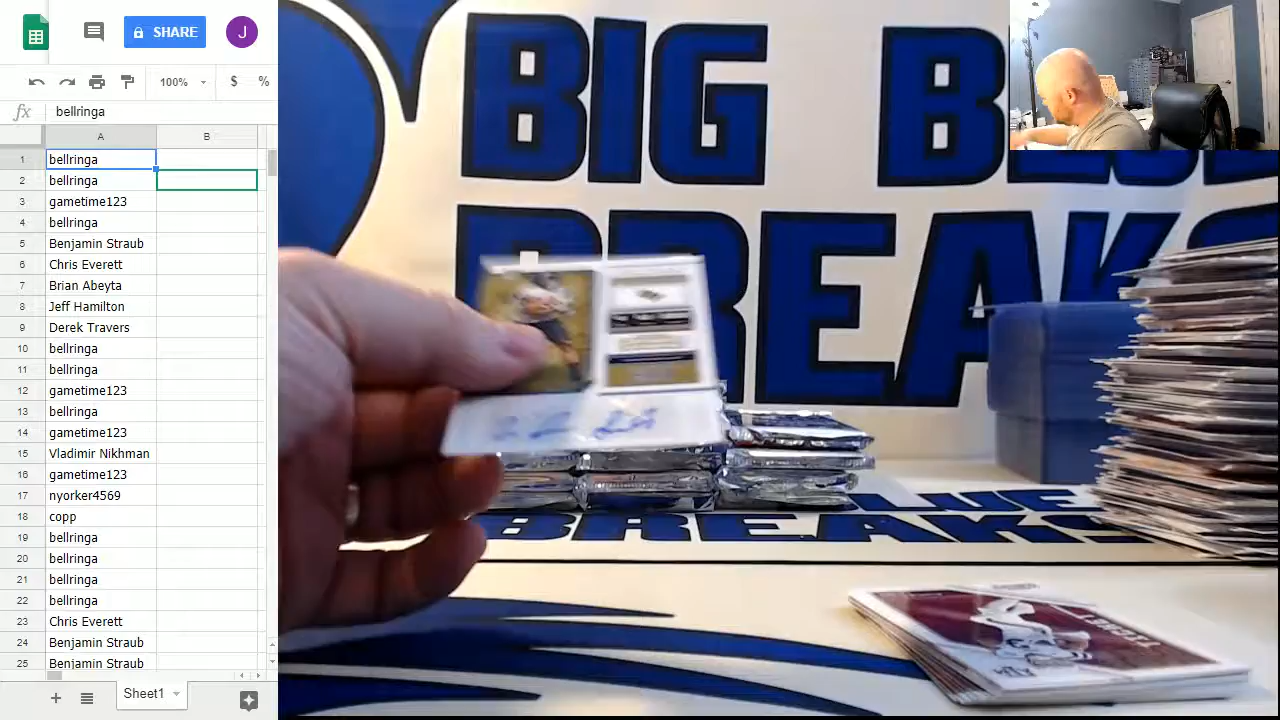 SHARE
J
100%
$
%
fx
bellringa
A
B
1
bellringa
2
bellringa
3
gametime123
4
bellringa
5
Benjamin Straub
6
Chris Everett
7
Brian Abeyta
8
Jeff Hamilton
9
Derek Travers
10
bellringa
11
bellringa
12
gametime123
13
bellringa
14
gametime123
15
Vladimir Nikhman
16
gametime123
17
nyorker4569
18
copp
19
bellringa
20
bellringa
21
bellringa
22
bellringa
23
Chris Everett
24
Benjamin Straub
25
Benjamin Straub
Sheet1
BIG BLUE
BREAKS
BLUE
BREAKS